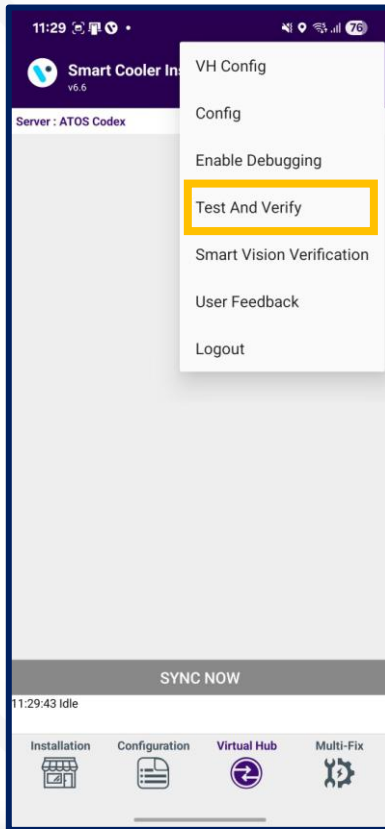 11:29 76
Smart Cooler In
v6.6
Server : ATOS Codex
VH Config
Config
Enable Debugging
Test And Verify
Smart Vision Verification
User Feedback
Logout
SYNC NOW
11:29:43 Idle
Installation Configuration Virtual Hub Multi-Fix